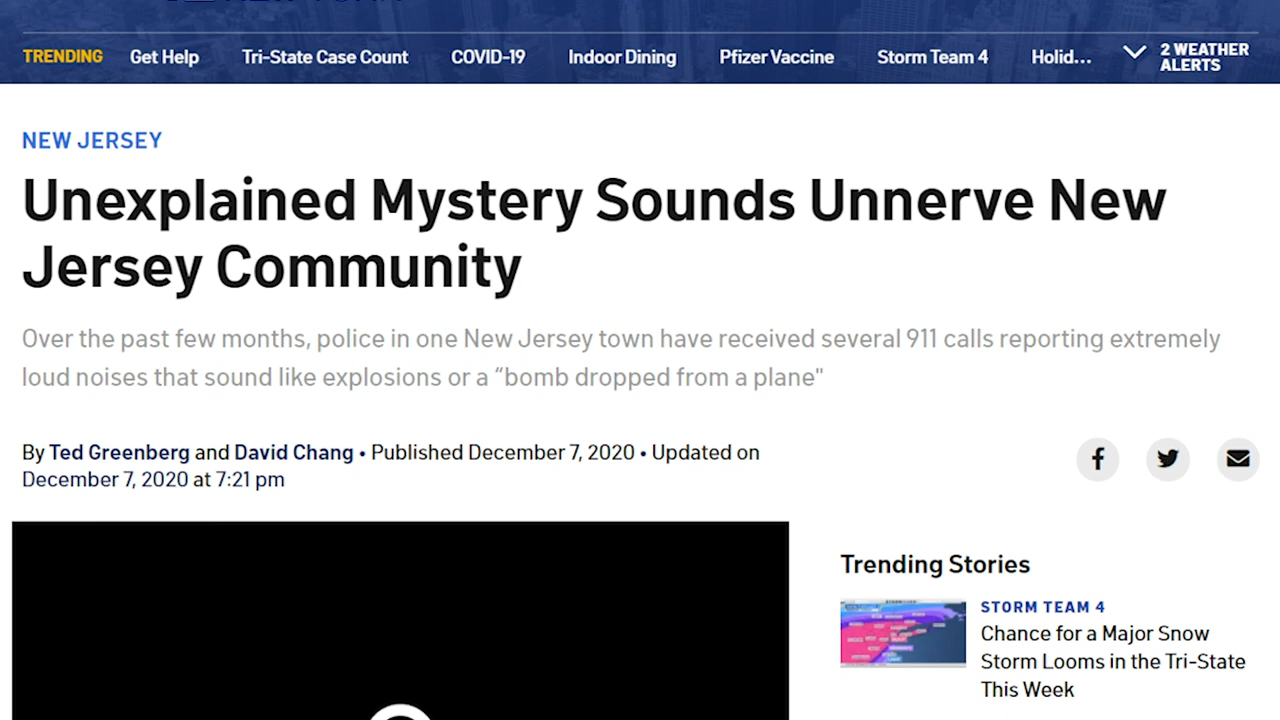 TRENDING Get Help Tri-State Case Count COVID-19 Indoor Dining Pfizer Vaccine Storm Team 4 Holid... 2 WEATHER
ALERTS
NEW JERSEY
Unexplained Mystery Sounds Unnerve New
Jersey Community
Over the past few months, police in one New Jersey town have received several 911 calls reporting extremely
loud noises that sound like explosions or a “bomb dropped from a plane"
By Ted Greenberg and David Chang • Published December 7, 2020 • Updated on
December 7, 2020 at 7:21 pm
Trending Stories
STORM TEAM 4
Chance for a Major Snow
Storm Looms in the Tri-State
This Week